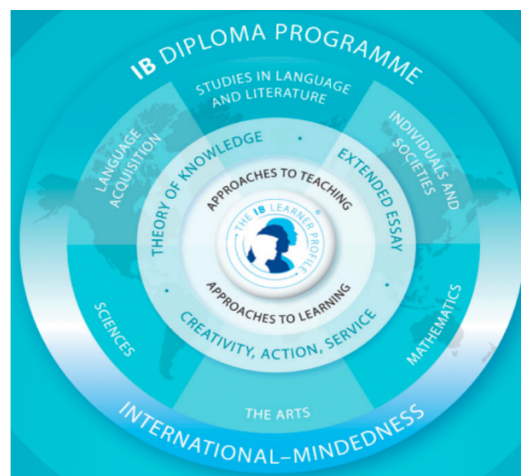 IB DIPLOMA PROGRAMME
STUDIES IN LANGUAGE
AND LITERATURE
LANGUAGE
ACQUISITION
INDIVIDUALS AND
SOCIETIES
THEORY OF KNOWLEDGE
EXTENDED ESSAY
APPROACHES TO TEACHING
THE IB LEARNER PROFILE
®
APPROACHES TO LEARNING
CREATIVITY, ACTION, SERVICE
SCIENCES
MATHEMATICS
THE ARTS
INTERNATIONAL–MINDEDNESS